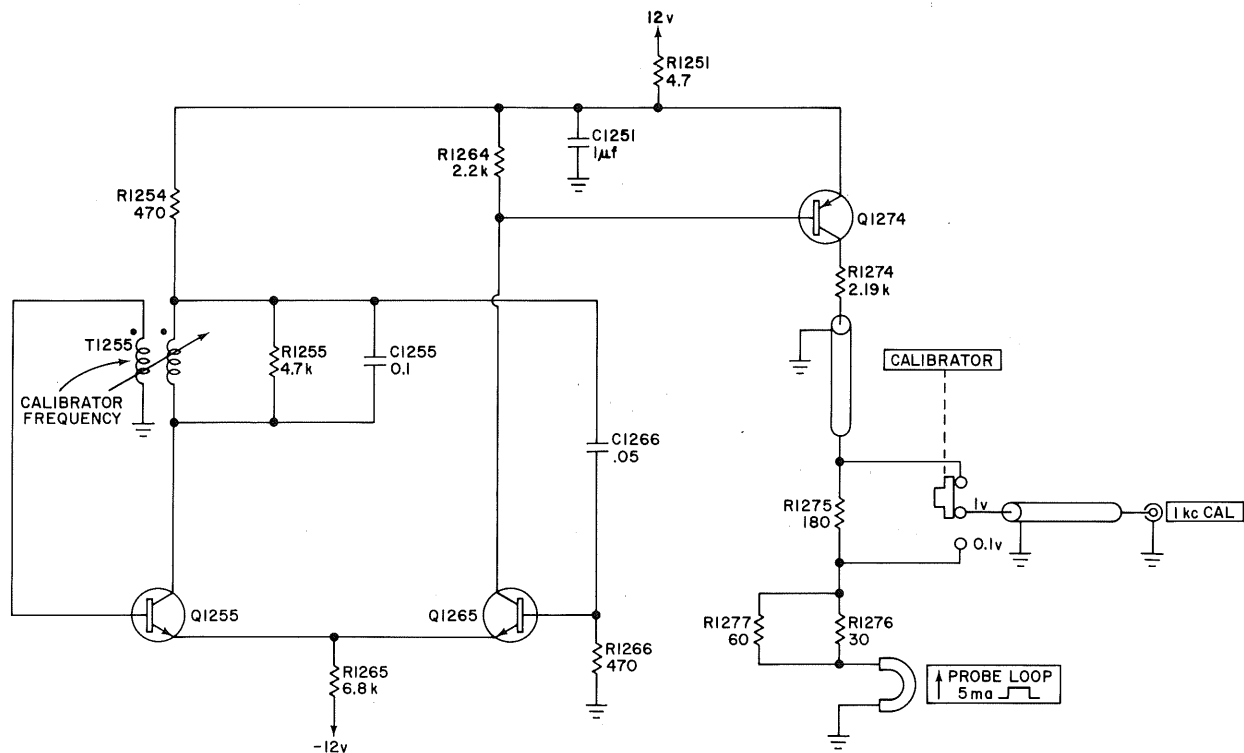 12v
R1251
4.7
R1264
2.2k
C1251
1µf
R1254
470
Q1274
R1274
2.19k
T1255
R1255
4.7k
C1255
0.1
CALIBRATOR
CALIBRATOR
FREQUENCY
C1266
.05
R1275
180
1v
1 kc CAL
0.1v
Q1255
Q1265
R1277
60
R1276
30
R1265
6.8k
R1266
470
PROBE LOOP
5ma
-12v